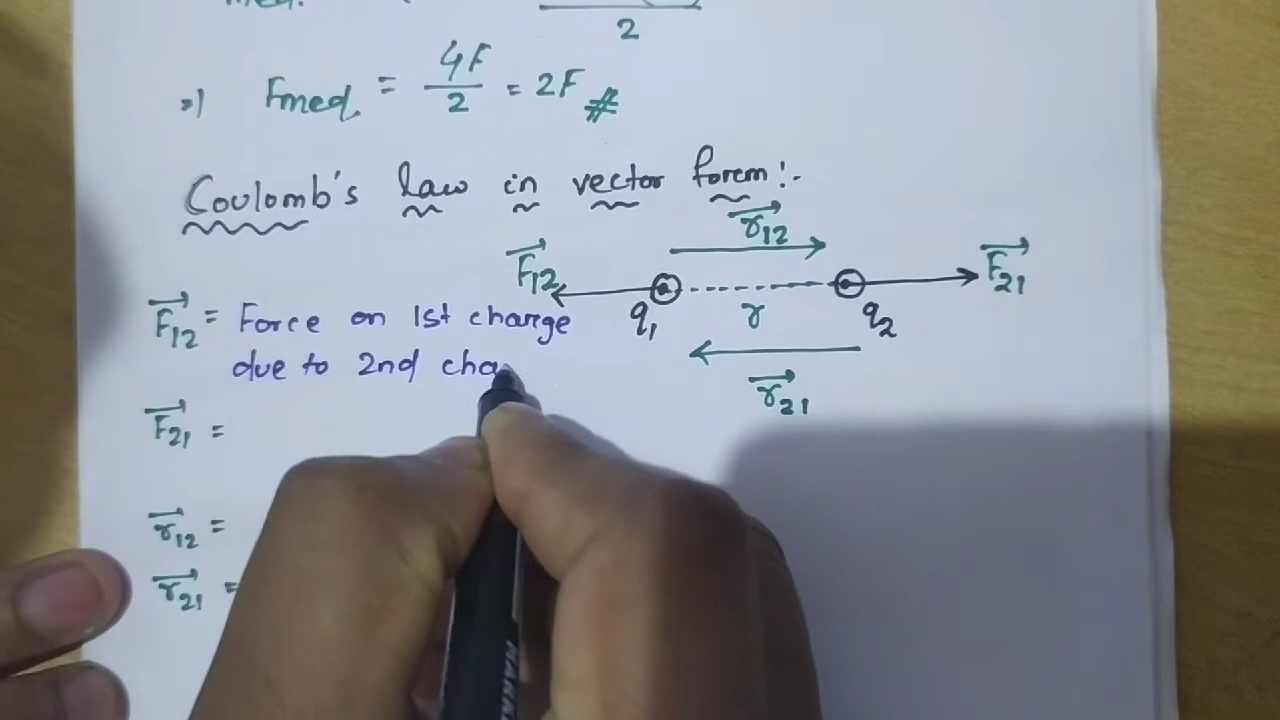 2
=) Fmed. = 4F/2 = 2F #
Coulomb's law in vector form:-
r12
F12 F21
q1 r q2
r21
F12 = Force on 1st charge
due to 2nd cha
F21 =
r12 =
r21 =